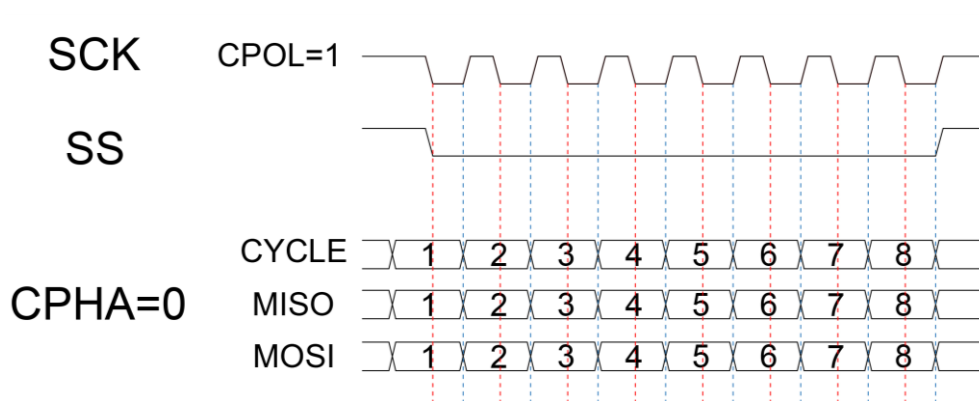 SCK CPOL=1
SS
CYCLE 1 2 3 4 5 6 7 8
CPHA=0 MISO 1 2 3 4 5 6 7 8
MOSI 1 2 3 4 5 6 7 8